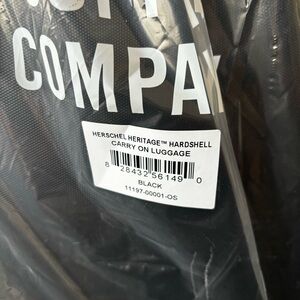 COMPA
HERSCHEL HERITAGE™ HARDSHELL
CARRY ON LUGGAGE
8 28432 56149 0
BLACK
11197-00001-OS